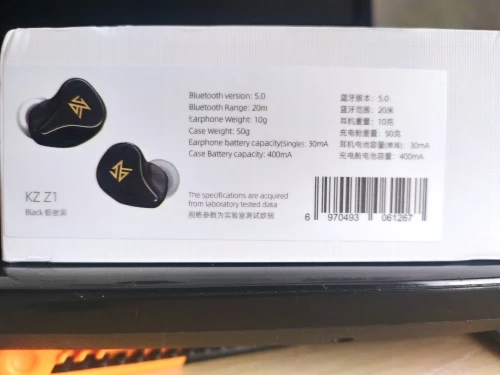 Bluetooth version: 5.0
Bluetooth Range: 20m
Earphone Weight: 10g
Case Weight: 50g
Earphone battery capacity(Single): 30mA
Case Battery capacity: 400mA
The specifications are acquired
from laboratory tested data
规格参数为实验室测试数据
蓝牙版本: 5.0
蓝牙范围: 20米
耳机重量: 10克
充电舱重量: 50克
耳机电池容量(单耳): 30mA
充电舱电池容量: 400mA
KZ Z1
Black
6 970493 061267